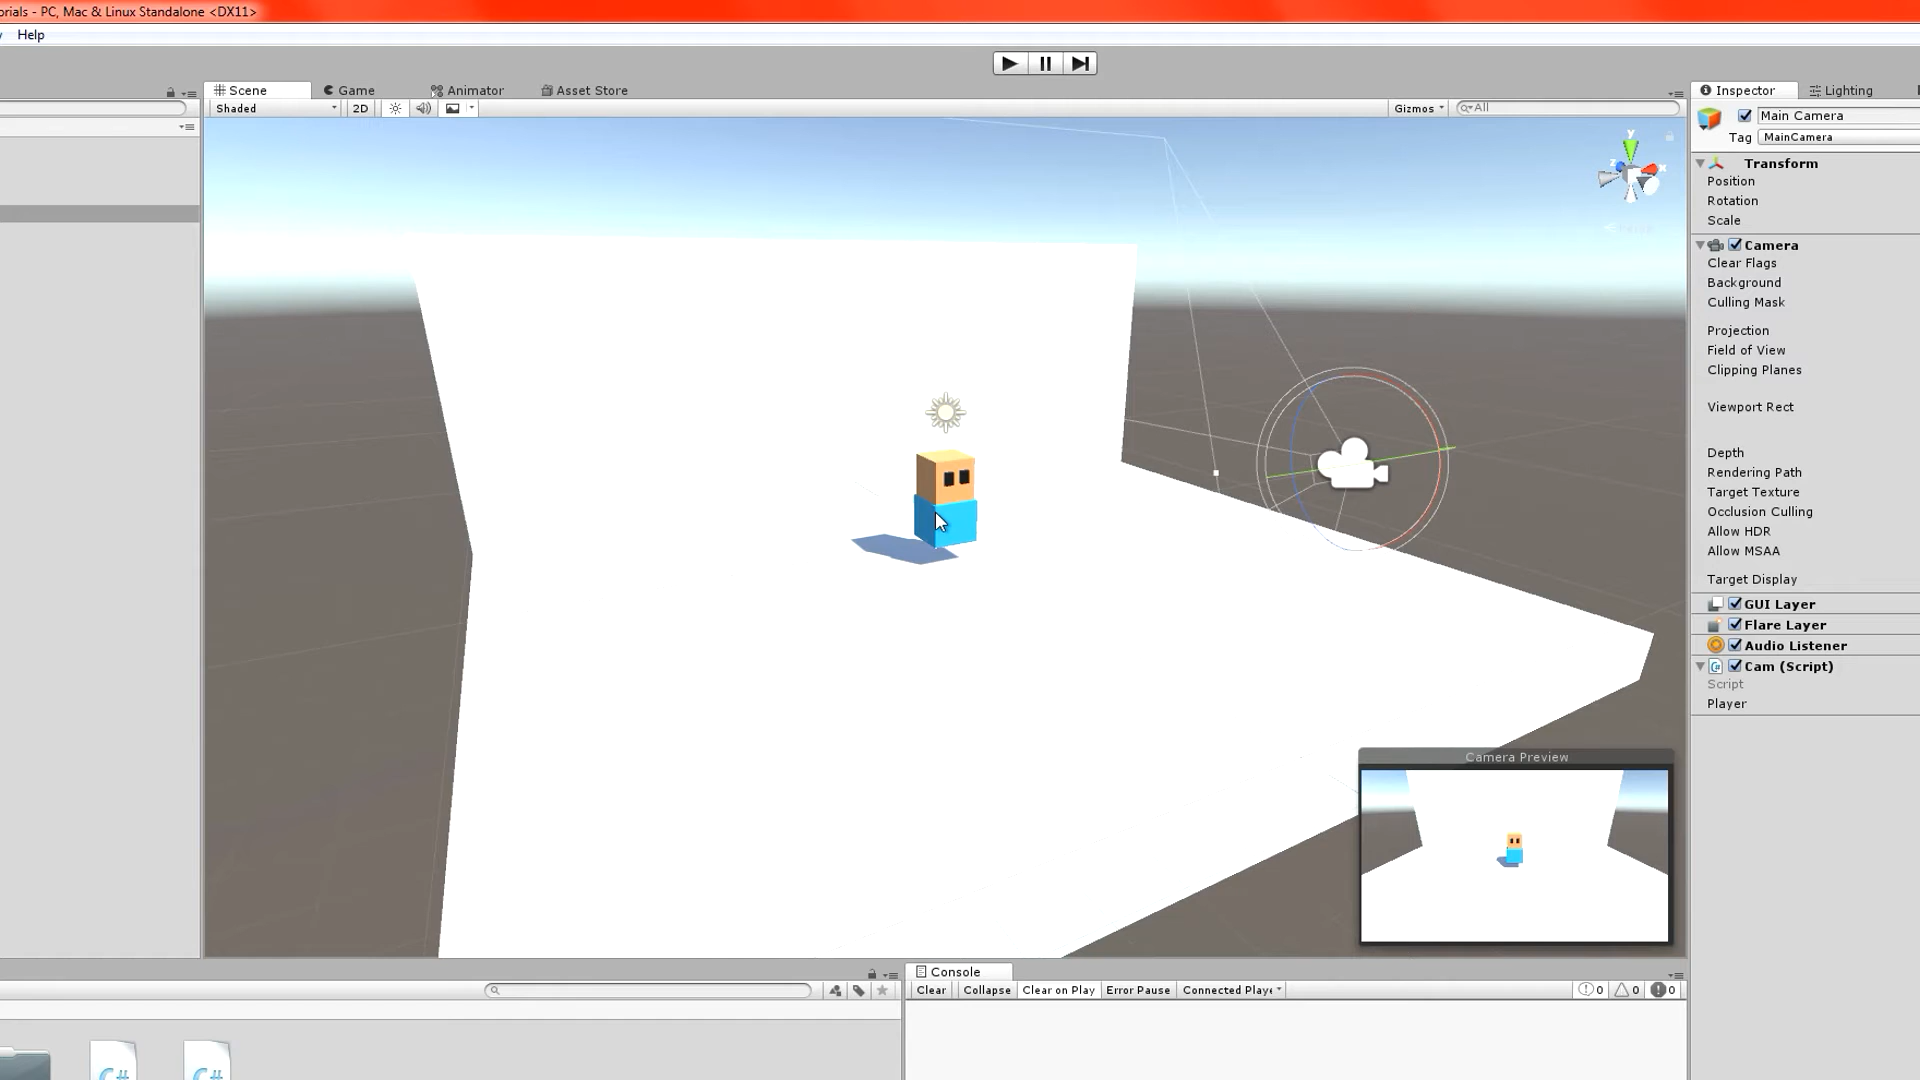 orials - PC, Mac & Linux Standalone <DX11>
Help
Scene
Game
Animator
Asset Store
Inspector
Lighting
Shaded
2D
Gizmos
All
Main Camera
Tag
MainCamera
y
x
z
Transform
Position
Rotation
Scale
Camera
Clear Flags
Background
Culling Mask
Projection
Field of View
Clipping Planes
Viewport Rect
Depth
Rendering Path
Target Texture
Occlusion Culling
Allow HDR
Allow MSAA
Target Display
GUI Layer
Flare Layer
Audio Listener
Cam (Script)
Script
Player
Camera Preview
Console
Clear
Collapse
Clear on Play
Error Pause
Connected Playe
0
0
0
C#
C#